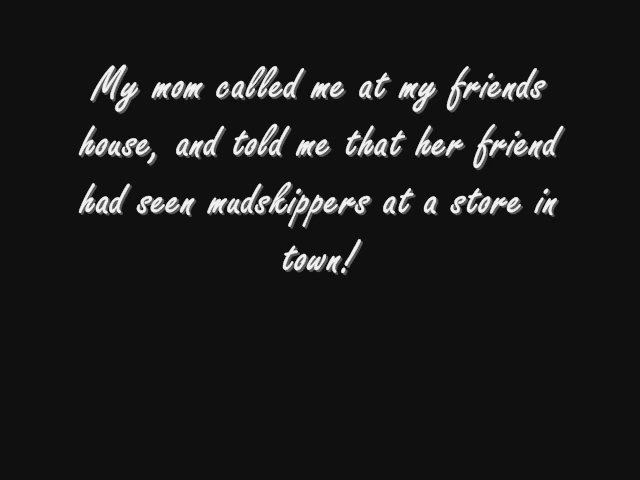 My mom called me at my friends
house, and told me that her friend
had seen mudskippers at a store in
town!